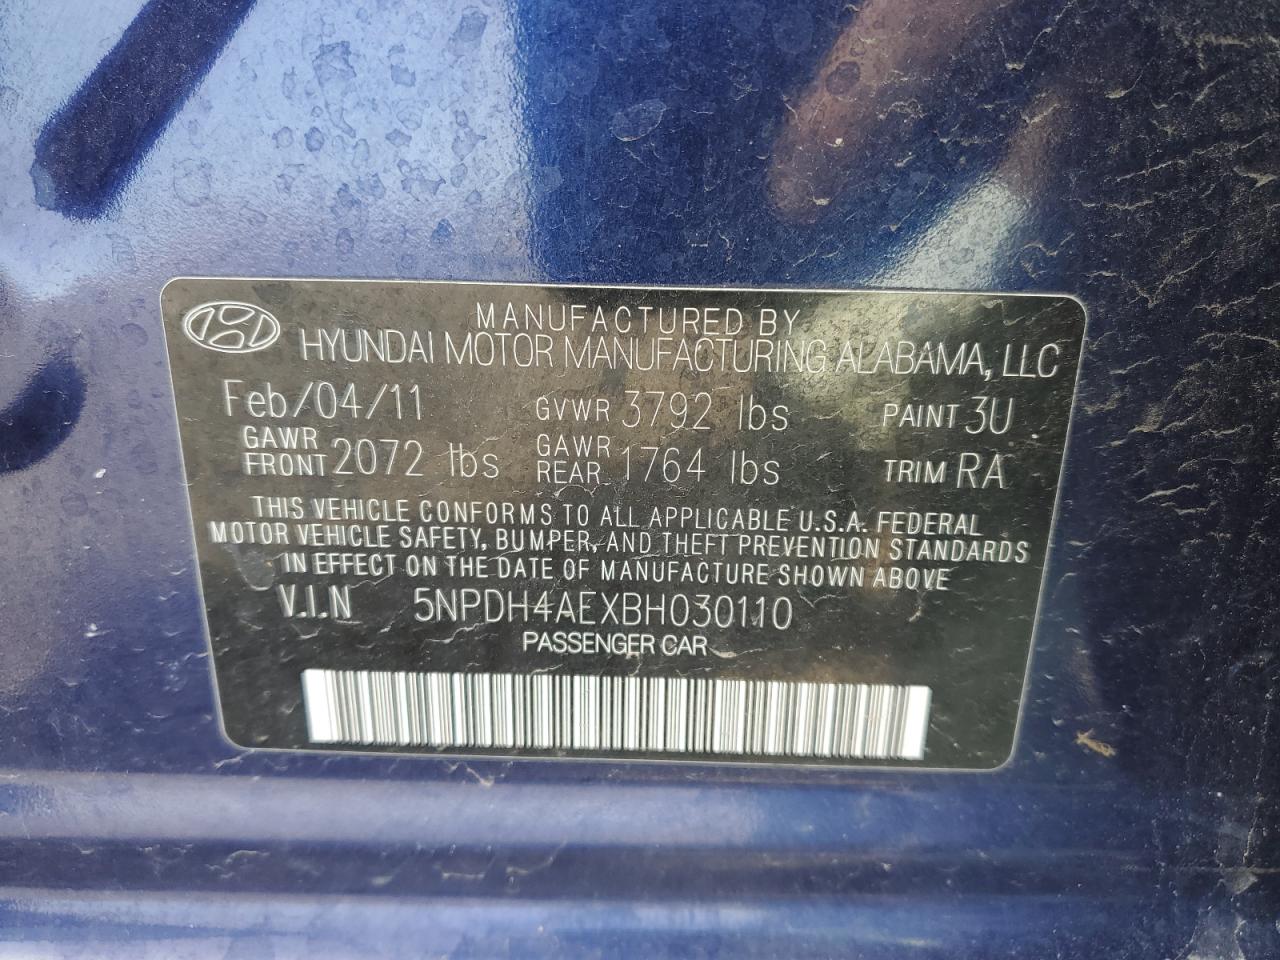 MANUFACTURED BY
HYUNDAI MOTOR MANUFACTURING ALABAMA, LLC
Feb/04/11 GVWR 3792 lbs PAINT 3U
GAWR FRONT 2072 lbs GAWR REAR 1764 lbs TRIM RA
THIS VEHICLE CONFORMS TO ALL APPLICABLE U.S.A. FEDERAL
MOTOR VEHICLE SAFETY, BUMPER, AND THEFT PREVENTION STANDARDS
IN EFFECT ON THE DATE OF MANUFACTURE SHOWN ABOVE
V.I.N 5NPDH4AEXBH030110
PASSENGER CAR